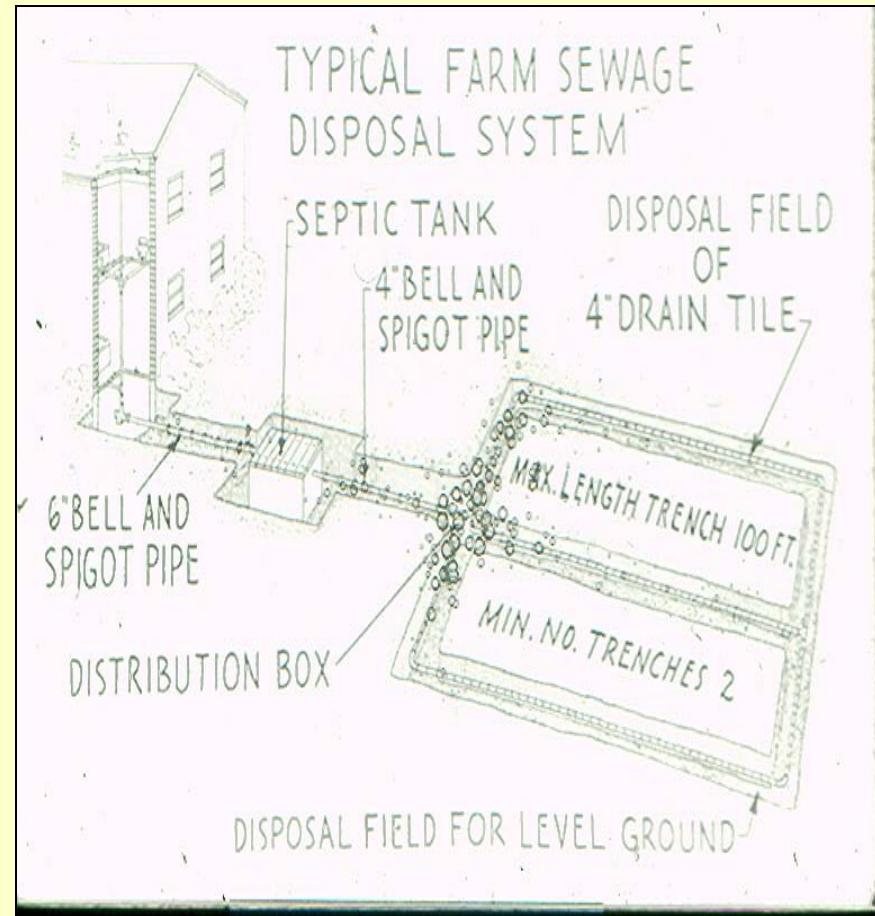 TYPICAL FARM SEWAGE
DISPOSAL SYSTEM
SEPTIC TANK
4" BELL AND
SPIGOT PIPE
DISPOSAL FIELD
OF
4" DRAIN TILE
6" BELL AND
SPIGOT PIPE
MAX. LENGTH TRENCH 100 FT.
MIN. NO. TRENCHES 2
DISTRIBUTION BOX
DISPOSAL FIELD FOR LEVEL GROUND